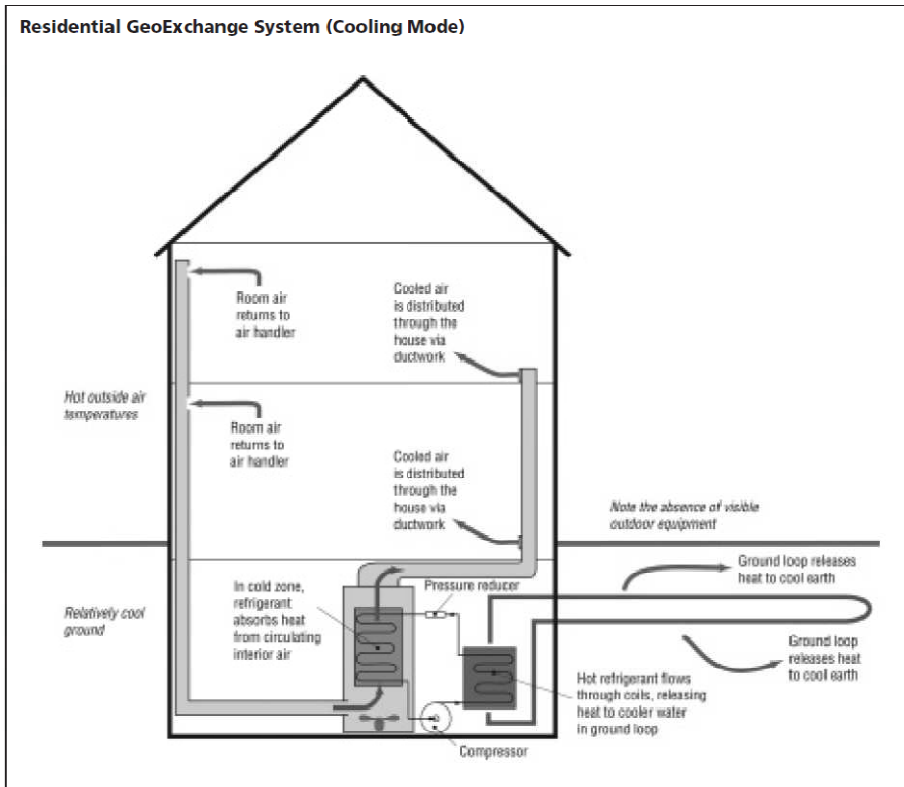 Residential GeoExchange System (Cooling Mode)
Room air
returns to
air handler
Cooled air
is distributed
through the
house via
ductwork
Hot outside air
temperatures
Room air
returns to
air handler
Cooled air
is distributed
through the
house via
ductwork
Note the absence of visible
outdoor equipment
Ground loop releases
heat to cool earth
In cold zone,
refrigerant
absorbs heat
from circulating
interior air
Pressure reducer
Relatively cool
ground
Ground loop
releases heat
to cool earth
Hot refrigerant flows
through coils, releasing
heat to cooler water
in ground loop
Compressor